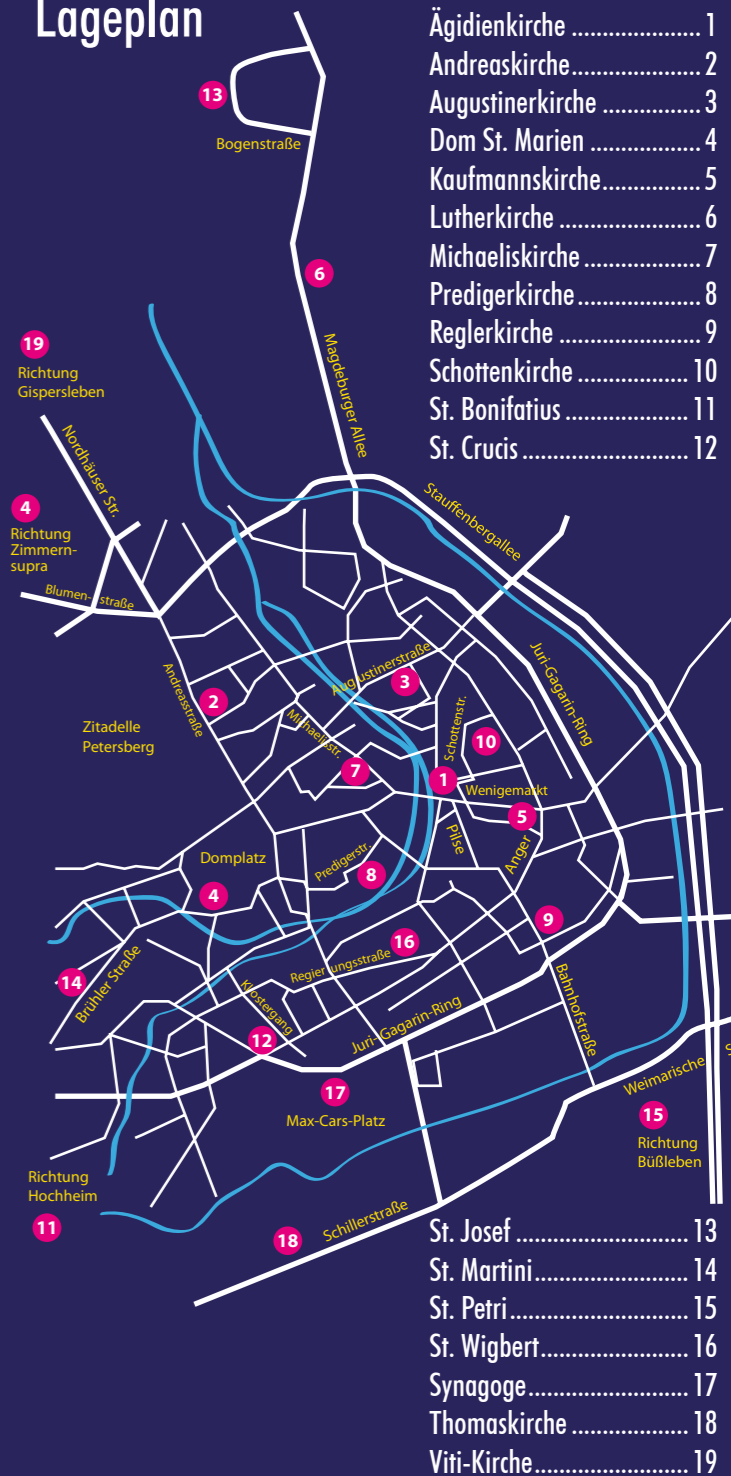 Lageplan
Ägidienkirche ..................... 1
Andreaskirche..................... 2
Augustinerkirche ................. 3
Dom St. Marien .................. 4
Kaufmannskirche................ 5
Lutherkirche ....................... 6
Michaeliskirche ................... 7
Predigerkirche .................... 8
Reglerkirche ....................... 9
Schottenkirche .................. 10
St. Bonifatius .................... 11
St. Crucis .......................... 12
13
Bogenstraße
6
Magdeburger Allee
19
Richtung
Gispersleben
Nordhäuser Str.
4
Richtung
Zimmern-
supra
Blumen- straße
Stauffenbergallee
Andreasstraße
Augustinerstraße
3
Juri-Gagarin-Ring
2
Zitadelle
Petersberg
Michaelisstr.
Schottenstr.
10
7
1
Wenigemarkt
5
Pilse
Anger
Domplatz
Predigerstr.
8
4
9
16
Regierungsstraße
14
Brühler Straße
Klostergang
12
Juri-Gagarin-Ring
Bahnhofstraße
17
Max-Cars-Platz
Weimarische S
15
Richtung
Büßleben
Richtung
Hochheim
11
18
Schillerstraße
St. Josef ........................... 13
St. Martini........................ 14
St. Petri............................ 15
St. Wigbert....................... 16
Synagoge......................... 17
Thomaskirche ................... 18
Viti-Kirche........................ 19